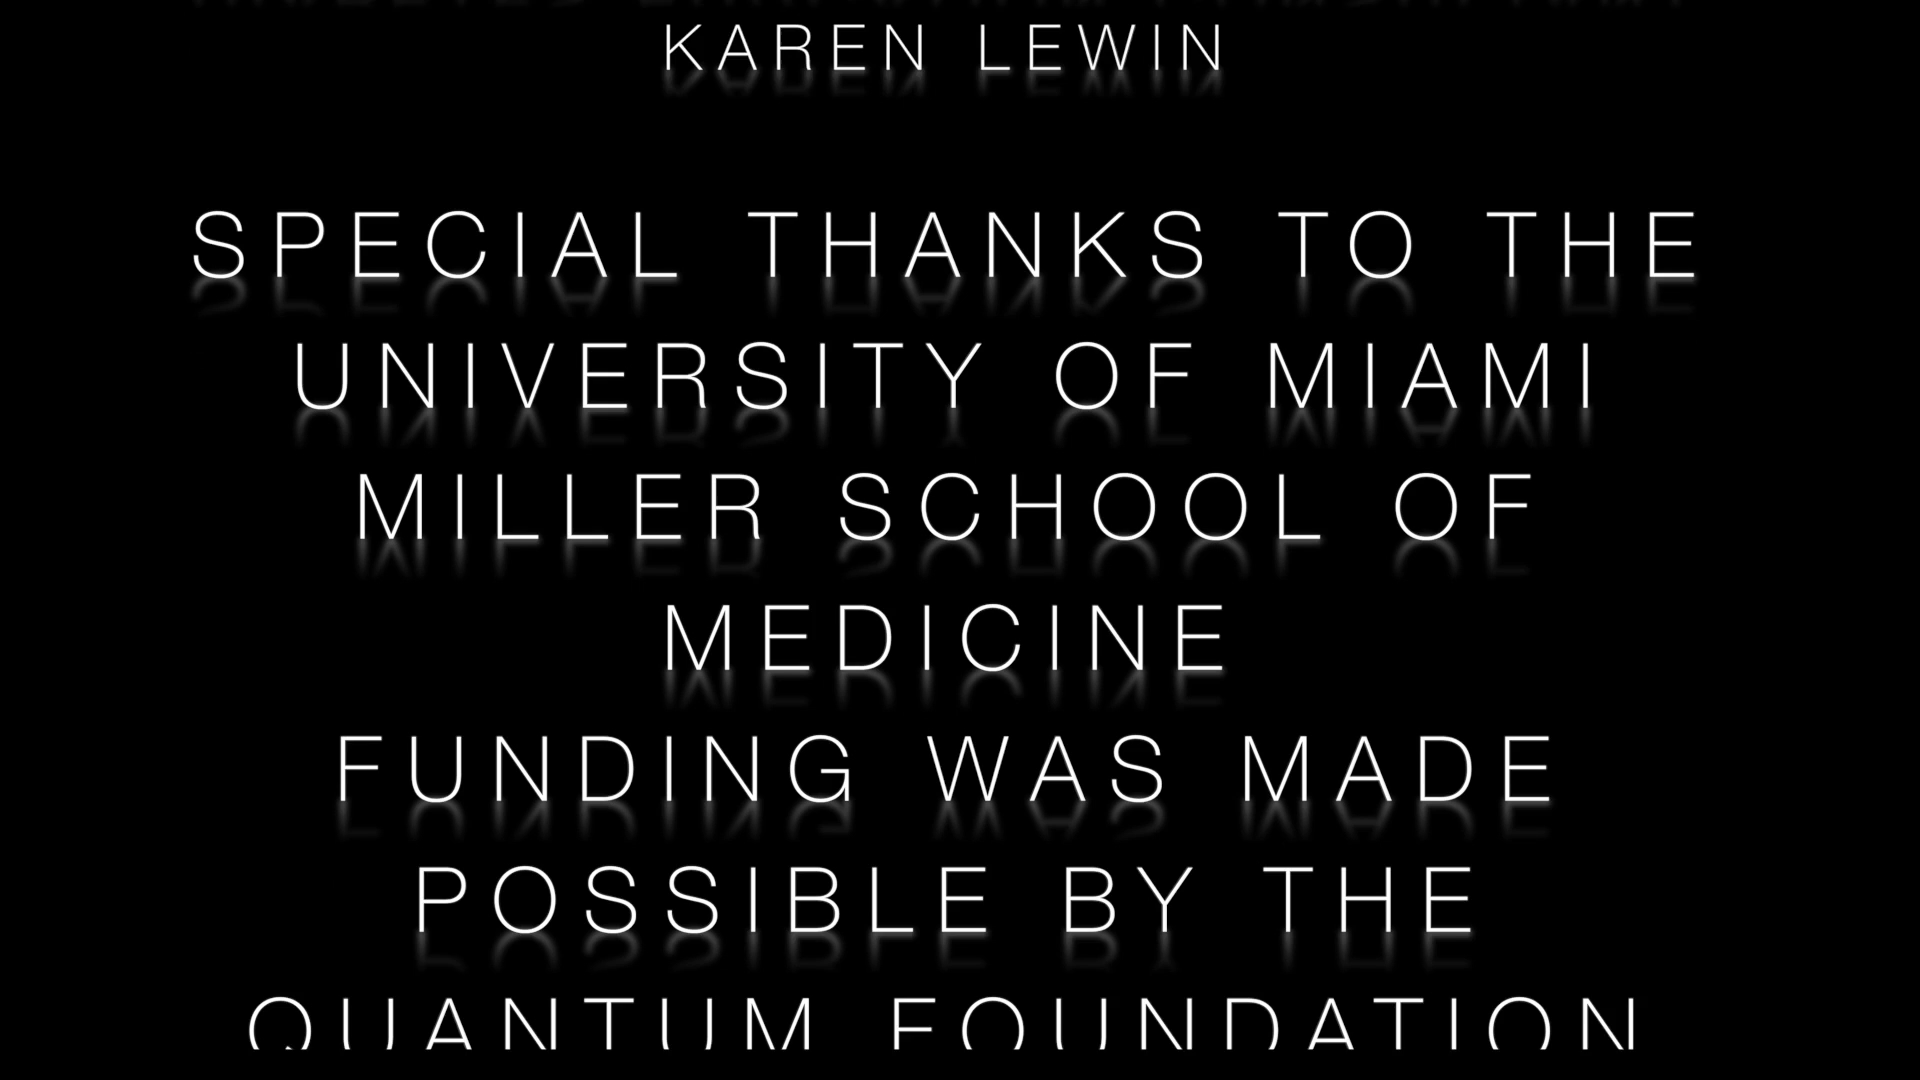 KAREN LEWIN
SPECIAL THANKS TO THE
UNIVERSITY OF MIAMI
MILLER SCHOOL OF
MEDICINE
FUNDING WAS MADE
POSSIBLE BY THE
QUANTUM FOUNDATION